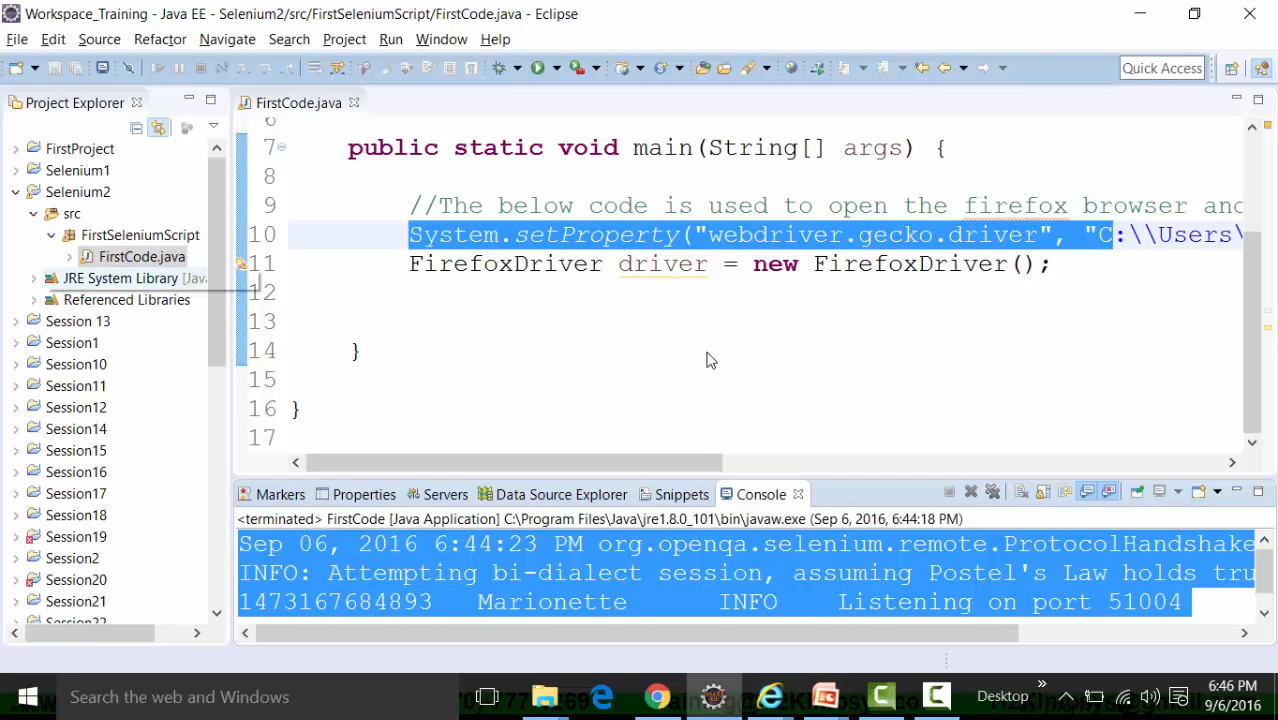 Workspace_Training - Java EE - Selenium2/src/FirstSeleniumScript/FirstCode.java - Eclipse
File Edit Source Refactor Navigate Search Project Run Window Help
Quick Access
Project Explorer
FirstCode.java
FirstProject
Selenium1
Selenium2
src
FirstSeleniumScript
FirstCode.java
JRE System Library [Jav
Referenced Libraries
Session 13
Session1
Session10
Session11
Session12
Session14
Session15
Session16
Session17
Session18
Session19
Session2
Session20
Session21
Session22
6
7 public static void main(String[] args) {
8
9 //The below code is used to open the firefox browser and
10 System.setProperty("webdriver.gecko.driver", "C:\\Users\
11 FirefoxDriver driver = new FirefoxDriver();
12
13
14 }
15
16 }
17
Markers Properties Servers Data Source Explorer Snippets Console
<terminated> FirstCode [Java Application] C:\Program Files\Java\jre1.8.0_101\bin\javaw.exe (Sep 6, 2016, 6:44:18 PM)
Sep 06, 2016 6:44:23 PM org.openqa.selenium.remote.ProtocolHandshake
INFO: Attempting bi-dialect session, assuming Postel's Law holds tru
1473167684893 Marionette INFO Listening on port 51004
Search the web and Windows
Desktop
6:46 PM
9/6/2016